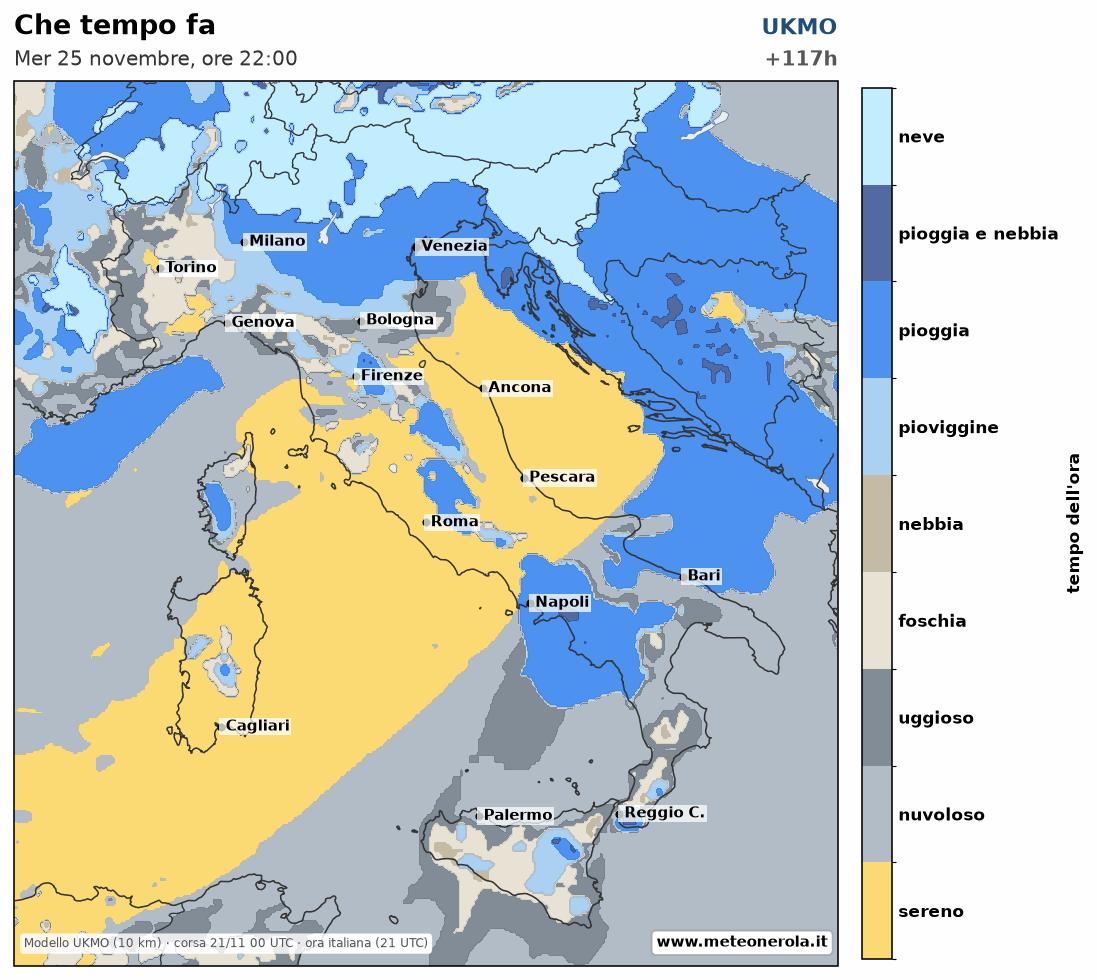 Che tempo fa
UKMO
Mer 25 novembre, ore 22:00
+117h
neve
pioggia e nebbia
pioggia
pioviggine
nebbia
foschia
uggioso
nuvoloso
sereno
tempo dell'ora
Milano
Venezia
Torino
Genova
Bologna
Firenze
Ancona
Pescara
Roma
Bari
Napoli
Cagliari
Palermo
Reggio C.
Modello UKMO (10 km) · corsa 21/11 00 UTC · ora italiana (21 UTC)
www.meteonerola.it